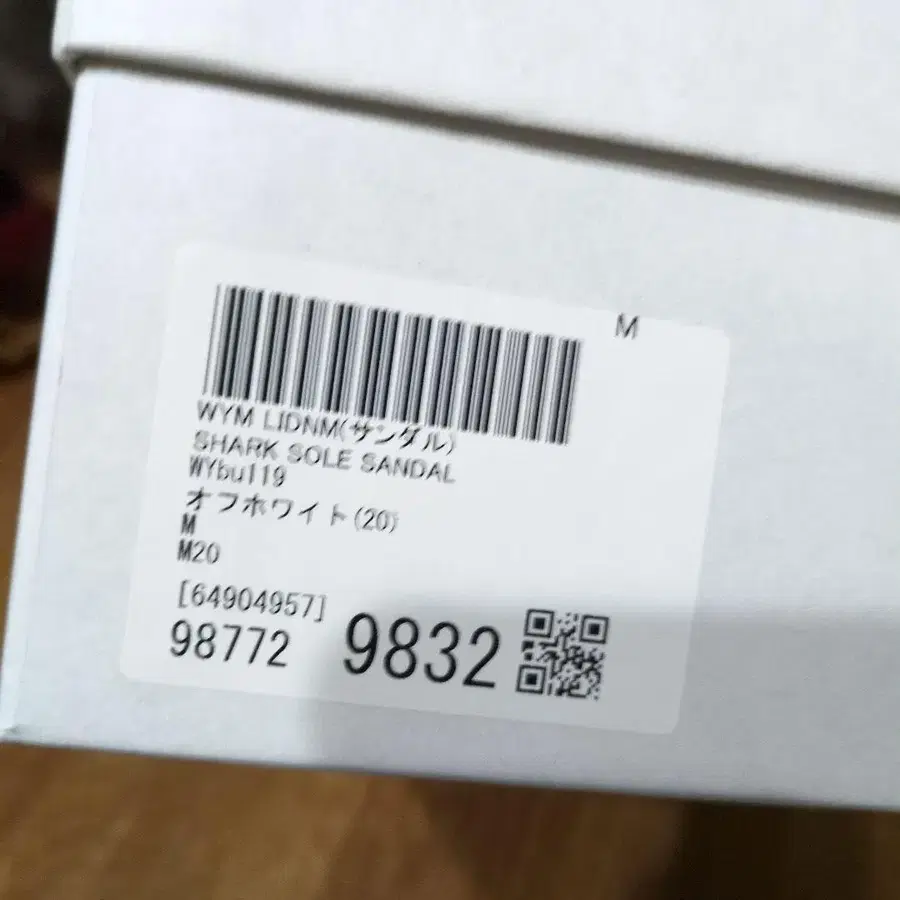 M
WYM LIDNM(サンダル)
SHARK SOLE SANDAL
WYbu119
オフホワイト(20)
M
M20
[64904957]
98772 9832